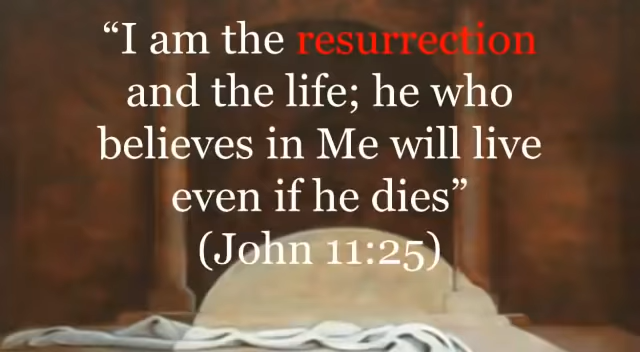 “I am the resurrection
and the life; he who
believes in Me will live
even if he dies”
(John 11:25)